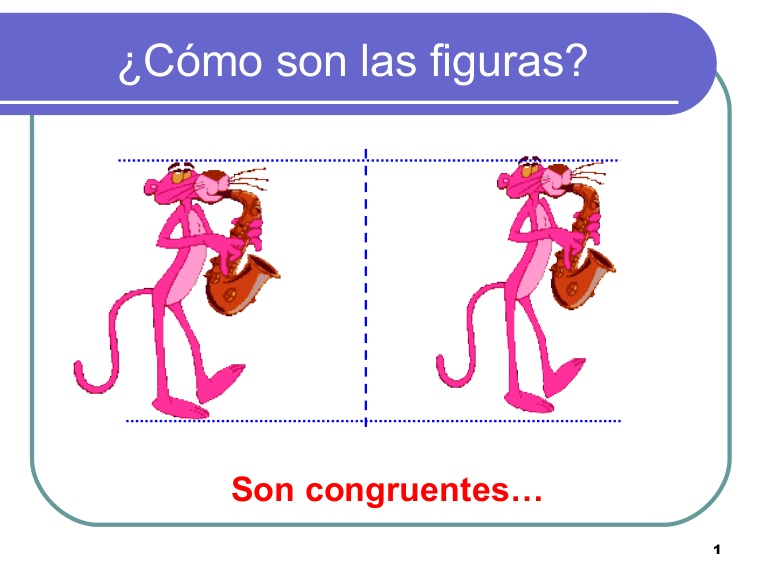 ¿Cómo son las figuras?
Son congruentes…
1